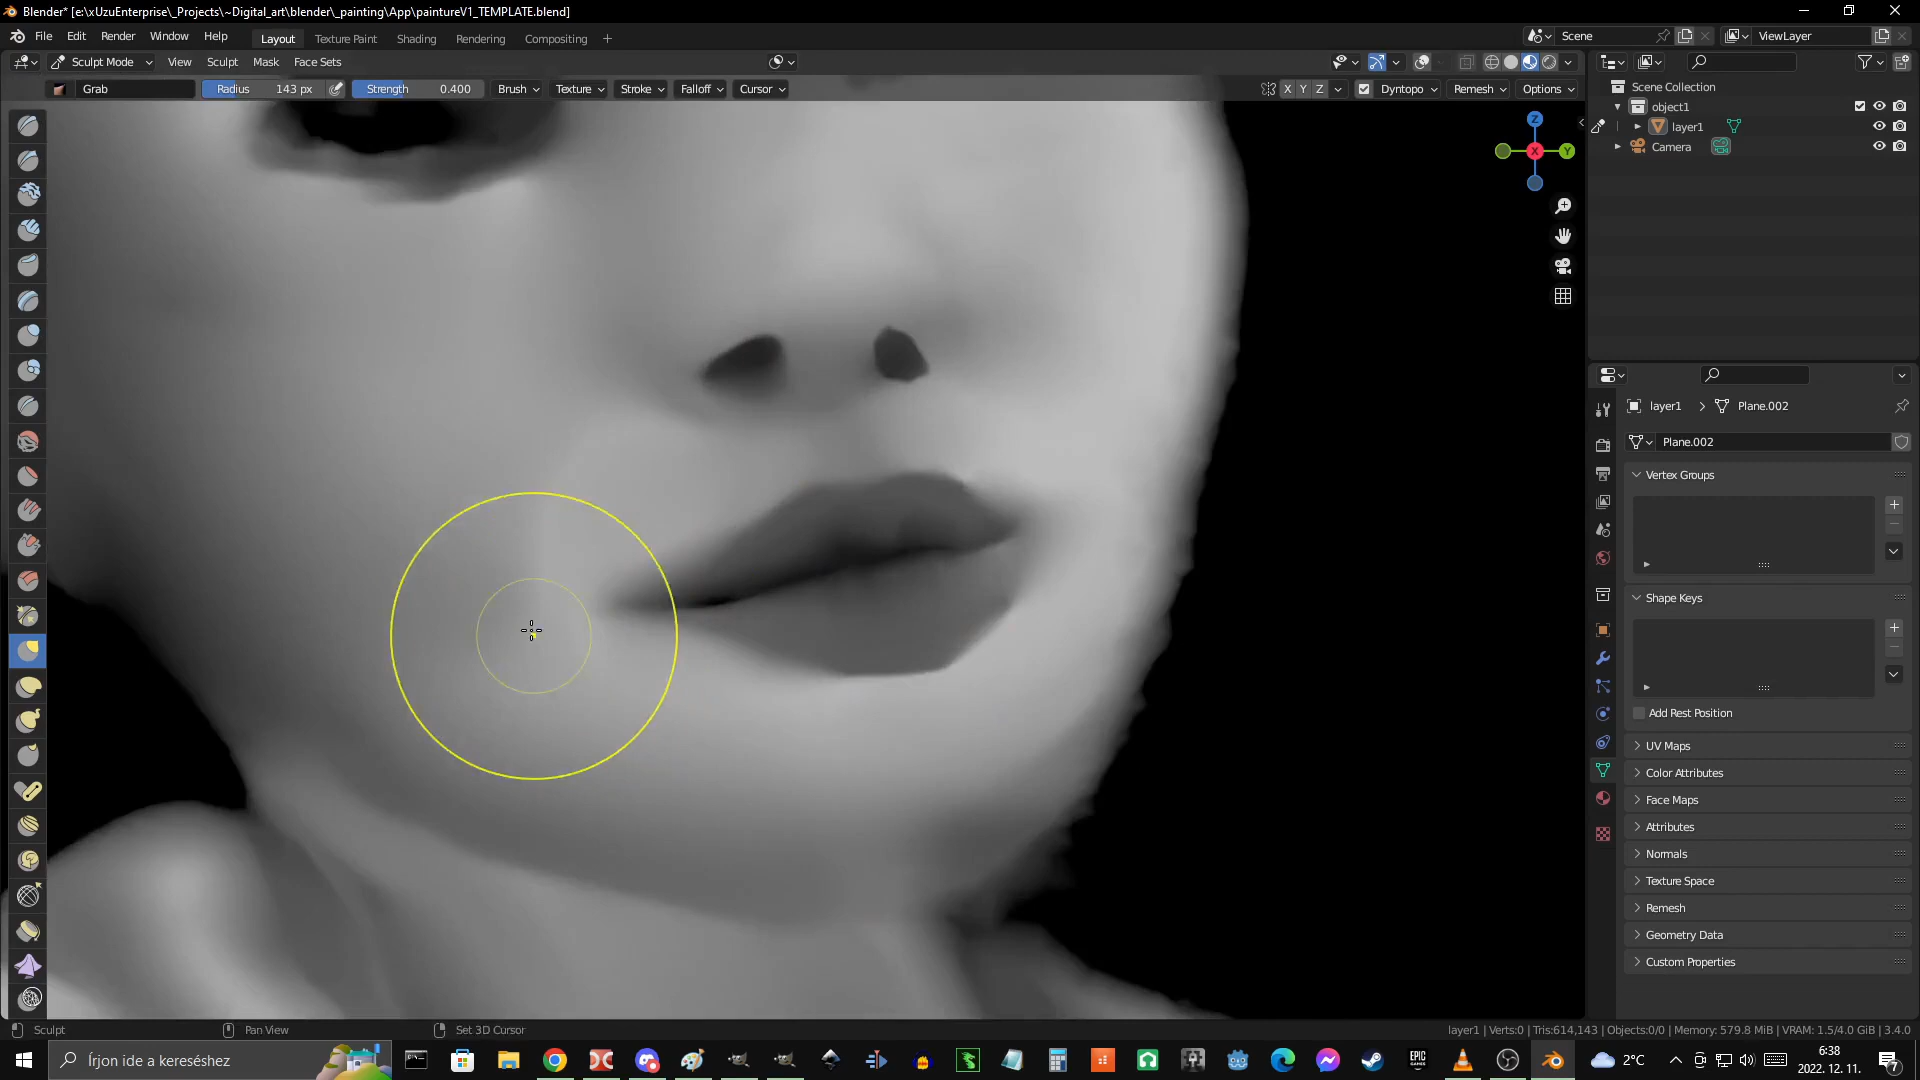 Blender* [e:\xUzuEnterprise\_Projects\~Digital_art\blender\_painting\App\paintureV1_TEMPLATE.blend]
File Edit Render Window Help Layout Texture Paint Shading Rendering Compositing + Scene ViewLayer
Sculpt Mode View Sculpt Mask Face Sets
Grab Radius 143 px Strength 0.400 Brush Texture Stroke Falloff Cursor X Y Z Dyntopo Remesh Options
Scene Collection
object1
layer1
Camera
Z
X Y
layer1 > Plane.002
Plane.002
Vertex Groups
Shape Keys
Add Rest Position
UV Maps
Color Attributes
Face Maps
Attributes
Normals
Texture Space
Remesh
Geometry Data
Custom Properties
Sculpt Pan View Set 3D Cursor layer1 | Verts:0 | Tris:614,143 | Objects:0/0 | Memory: 579.8 MiB | VRAM: 1.5/4.0 GiB | 3.4.0
Írjon ide a kereséshez EPIC GAMES 2°C 6:38
2022. 12. 11. 7